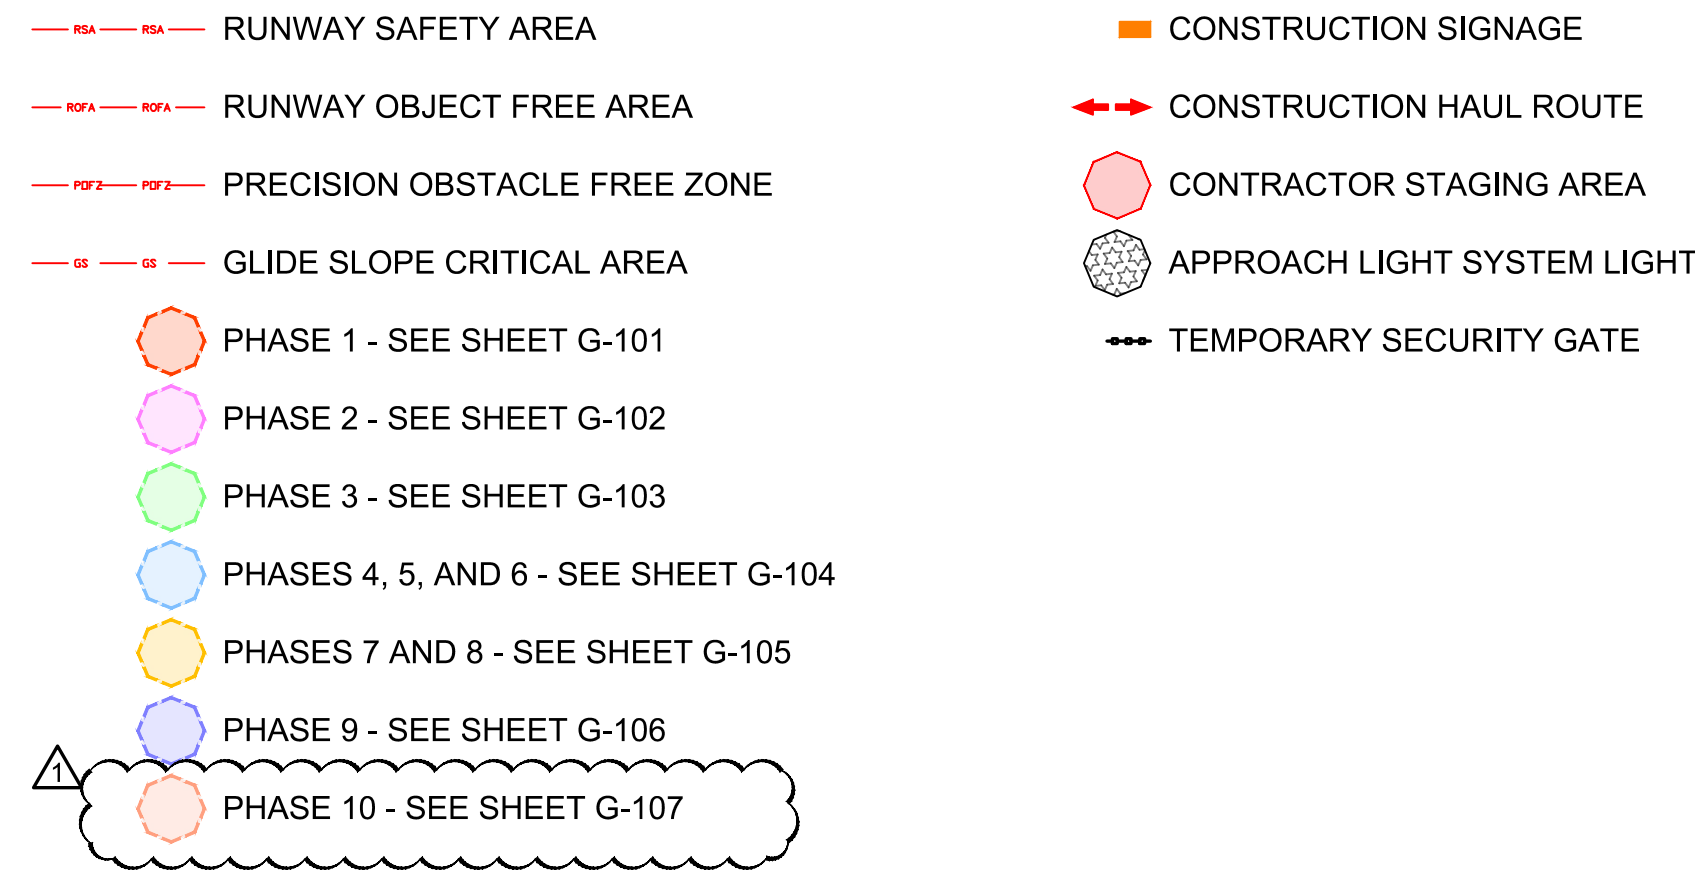 RSA RSA RUNWAY SAFETY AREA
ROFA ROFA RUNWAY OBJECT FREE AREA
POFZ POFZ PRECISION OBSTACLE FREE ZONE
GS GS GLIDE SLOPE CRITICAL AREA
PHASE 1 - SEE SHEET G-101
PHASE 2 - SEE SHEET G-102
PHASE 3 - SEE SHEET G-103
PHASES 4, 5, AND 6 - SEE SHEET G-104
PHASES 7 AND 8 - SEE SHEET G-105
PHASE 9 - SEE SHEET G-106
1
PHASE 10 - SEE SHEET G-107
CONSTRUCTION SIGNAGE
CONSTRUCTION HAUL ROUTE
CONTRACTOR STAGING AREA
APPROACH LIGHT SYSTEM LIGHT
TEMPORARY SECURITY GATE